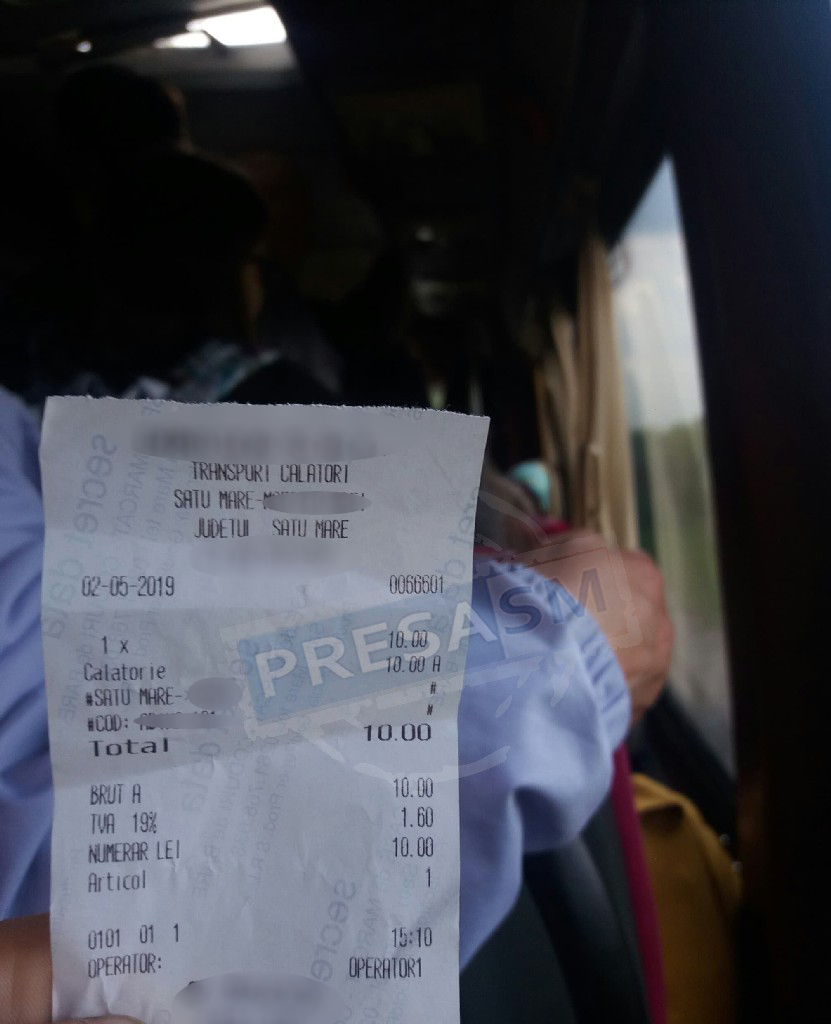 TRANSPORT CALATORI
SATU MARE-
JUDETUL SATU MARE
02-05-2019 0066601
1 x 10.00
Calatorie 10.00 A
#SATU MARE- #
#COD: #
Total 10.00
BRUT A 10.00
TVA 19% 1.60
NUMERAR LEI 10.00
Articol 1
0101 01 1 15:10
OPERATOR: OPERATOR1
PRESASM